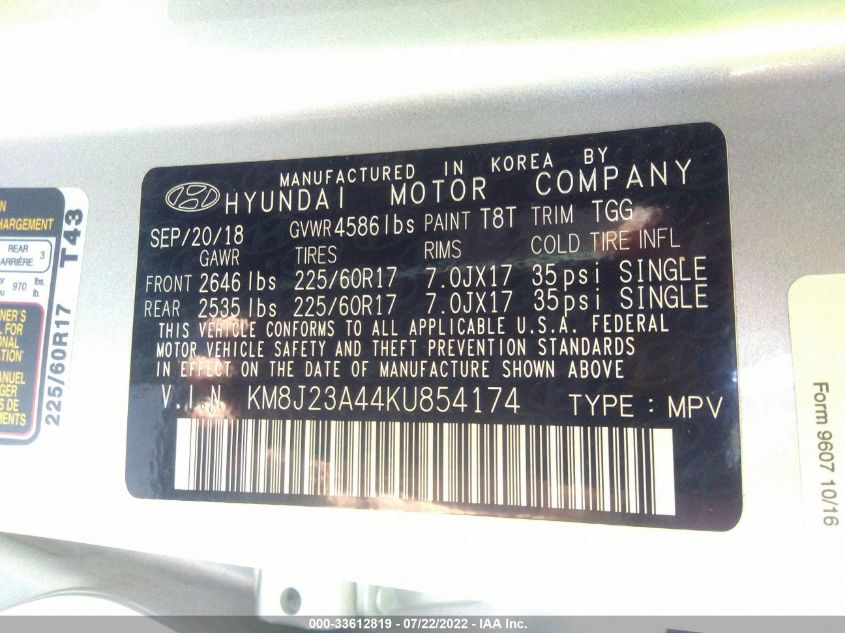 MANUFACTURED IN KOREA BY
HYUNDAI MOTOR COMPANY
SEP/20/18 GVWR 4586lbs PAINT T8T TRIM TGG
GAWR TIRES RIMS COLD TIRE INFL
FRONT 2646 lbs 225/60R17 7.0JX17 35psi SINGLE
REAR 2535 lbs 225/60R17 7.0JX17 35psi SINGLE
THIS VEHICLE CONFORMS TO ALL APPLICABLE U.S.A. FEDERAL
MOTOR VEHICLE SAFETY AND THEFT PREVENTION STANDARDS
IN EFFECT ON THE DATE OF MANUFACTURE SHOWN ABOVE
V.I.N KM8J23A44KU854174 TYPE : MPV
REAR 3
ARRIÈRE
970 lbs.
lb.
225/60R17 T43
Form 9607 10/16
000-33612819 - 07/22/2022 - IAA Inc.